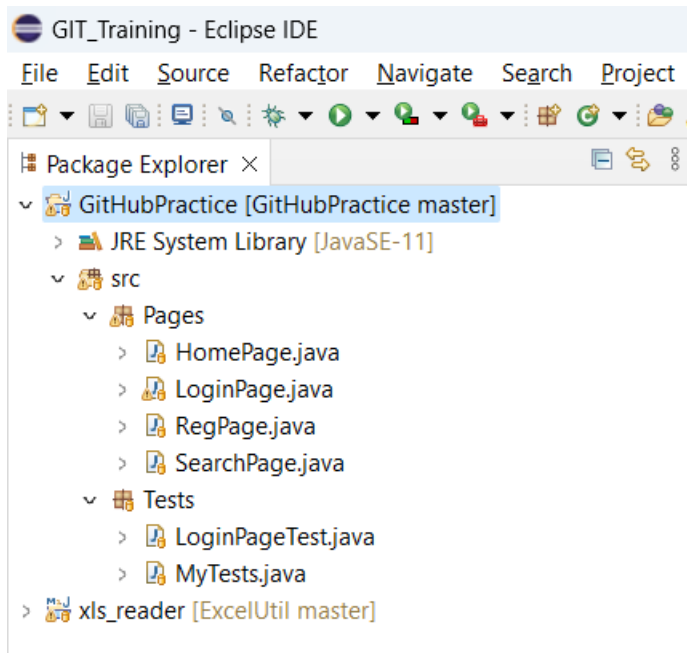 GIT_Training - Eclipse IDE
File Edit Source Refactor Navigate Search Project
Package Explorer
GitHubPractice [GitHubPractice master]
JRE System Library [JavaSE-11]
src
Pages
HomePage.java
LoginPage.java
RegPage.java
SearchPage.java
Tests
LoginPageTest.java
MyTests.java
xls_reader [ExcelUtil master]